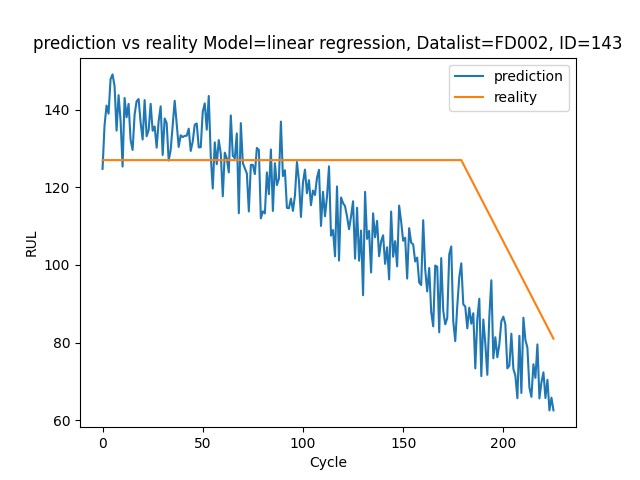 prediction vs reality Model=linear regression, Datalist=FD002, ID=143
prediction
reality
140
120
100
80
60
RUL
0
50
100
150
200
Cycle